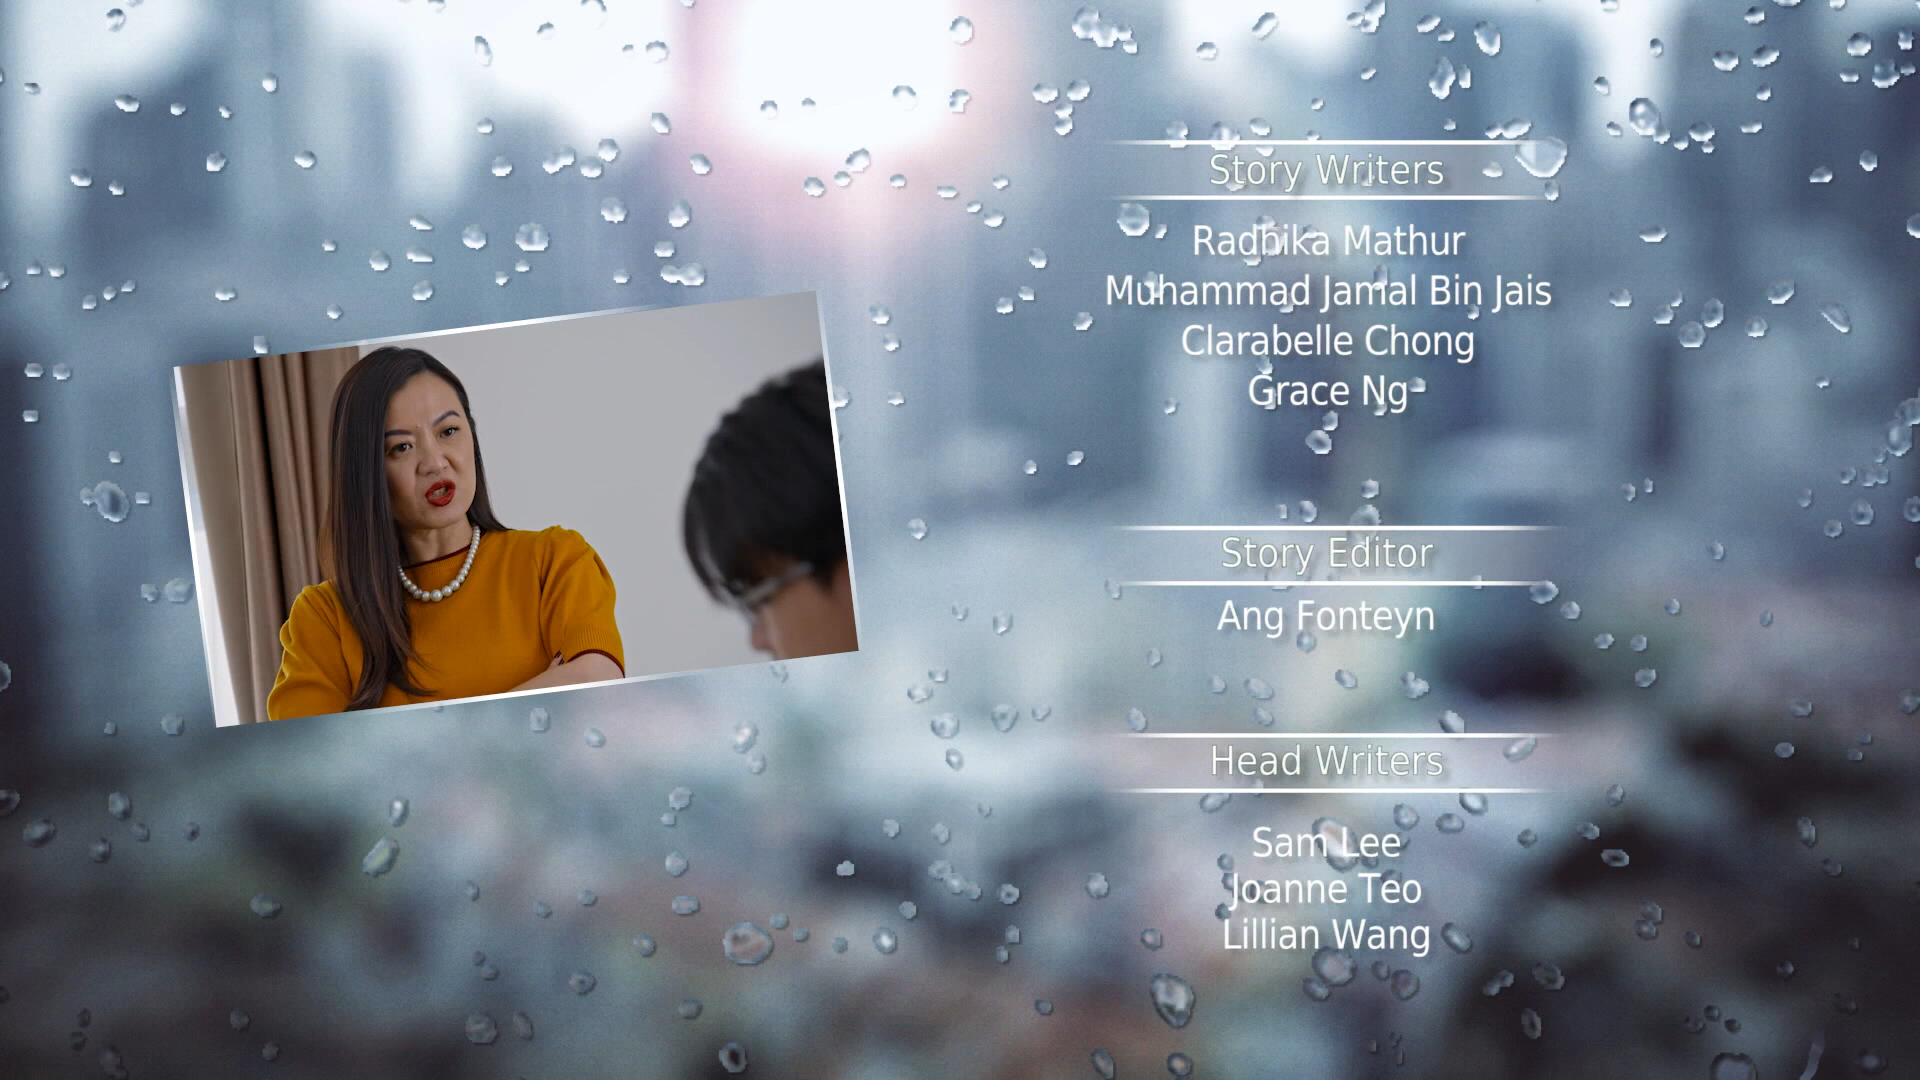 Story Writers
Radhika Mathur
Muhammad Jamal Bin Jais
Clarabelle Chong
Grace Ng
Story Editor
Ang Fonteyn
Head Writers
Sam Lee
Joanne Teo
Lillian Wang